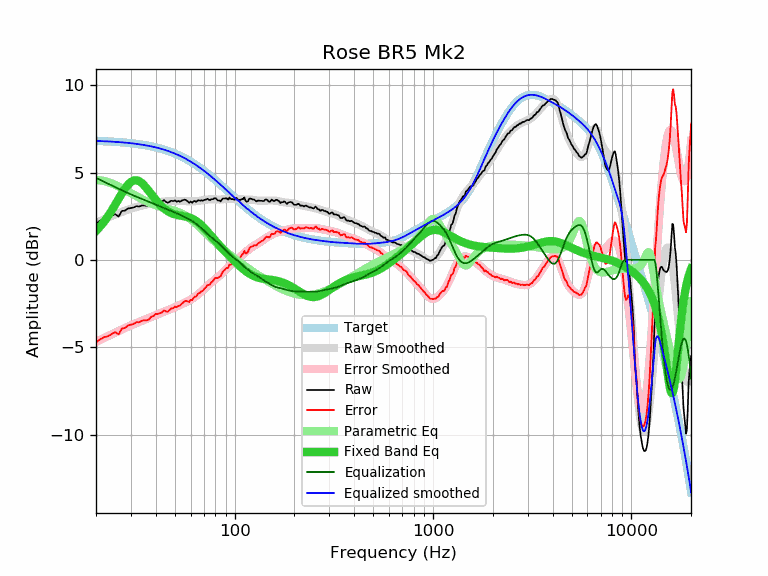 Rose BR5 Mk2
Amplitude (dBr)
10
5
0
−5
−10
Target
Raw Smoothed
Error Smoothed
Raw
Error
Parametric Eq
Fixed Band Eq
Equalization
Equalized smoothed
100
1000
10000
Frequency (Hz)